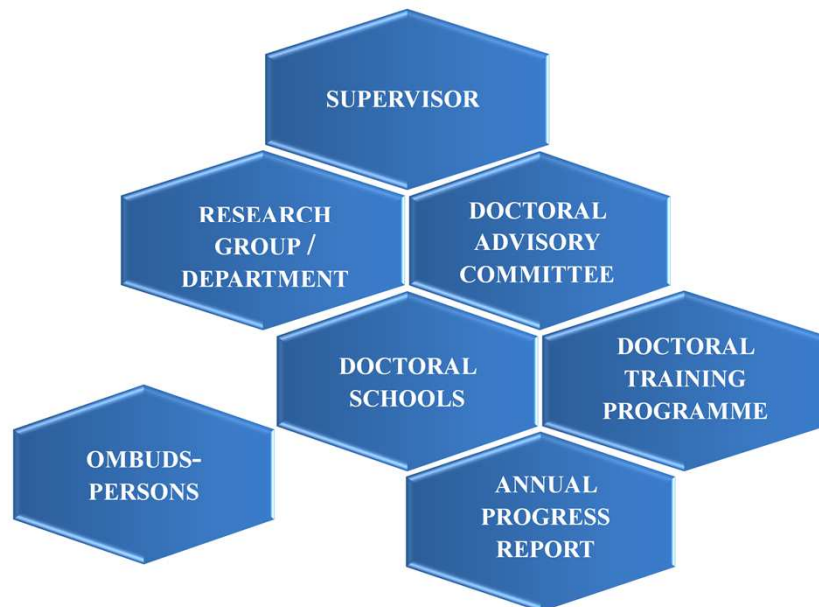 SUPERVISOR
RESEARCH
GROUP /
DEPARTMENT
DOCTORAL
ADVISORY
COMMITTEE
DOCTORAL
SCHOOLS
DOCTORAL
TRAINING
PROGRAMME
OMBUDS-
PERSONS
ANNUAL
PROGRESS
REPORT